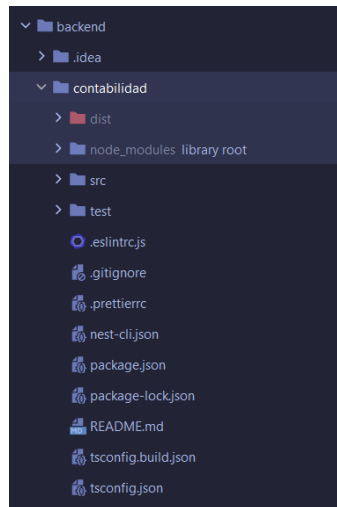 backend
.idea
contabilidad
dist
node_modules library root
src
test
.eslintrc.js
.gitignore
.prettierrc
nest-cli.json
package.json
package-lock.json
MD README.md
tsconfig.build.json
tsconfig.json